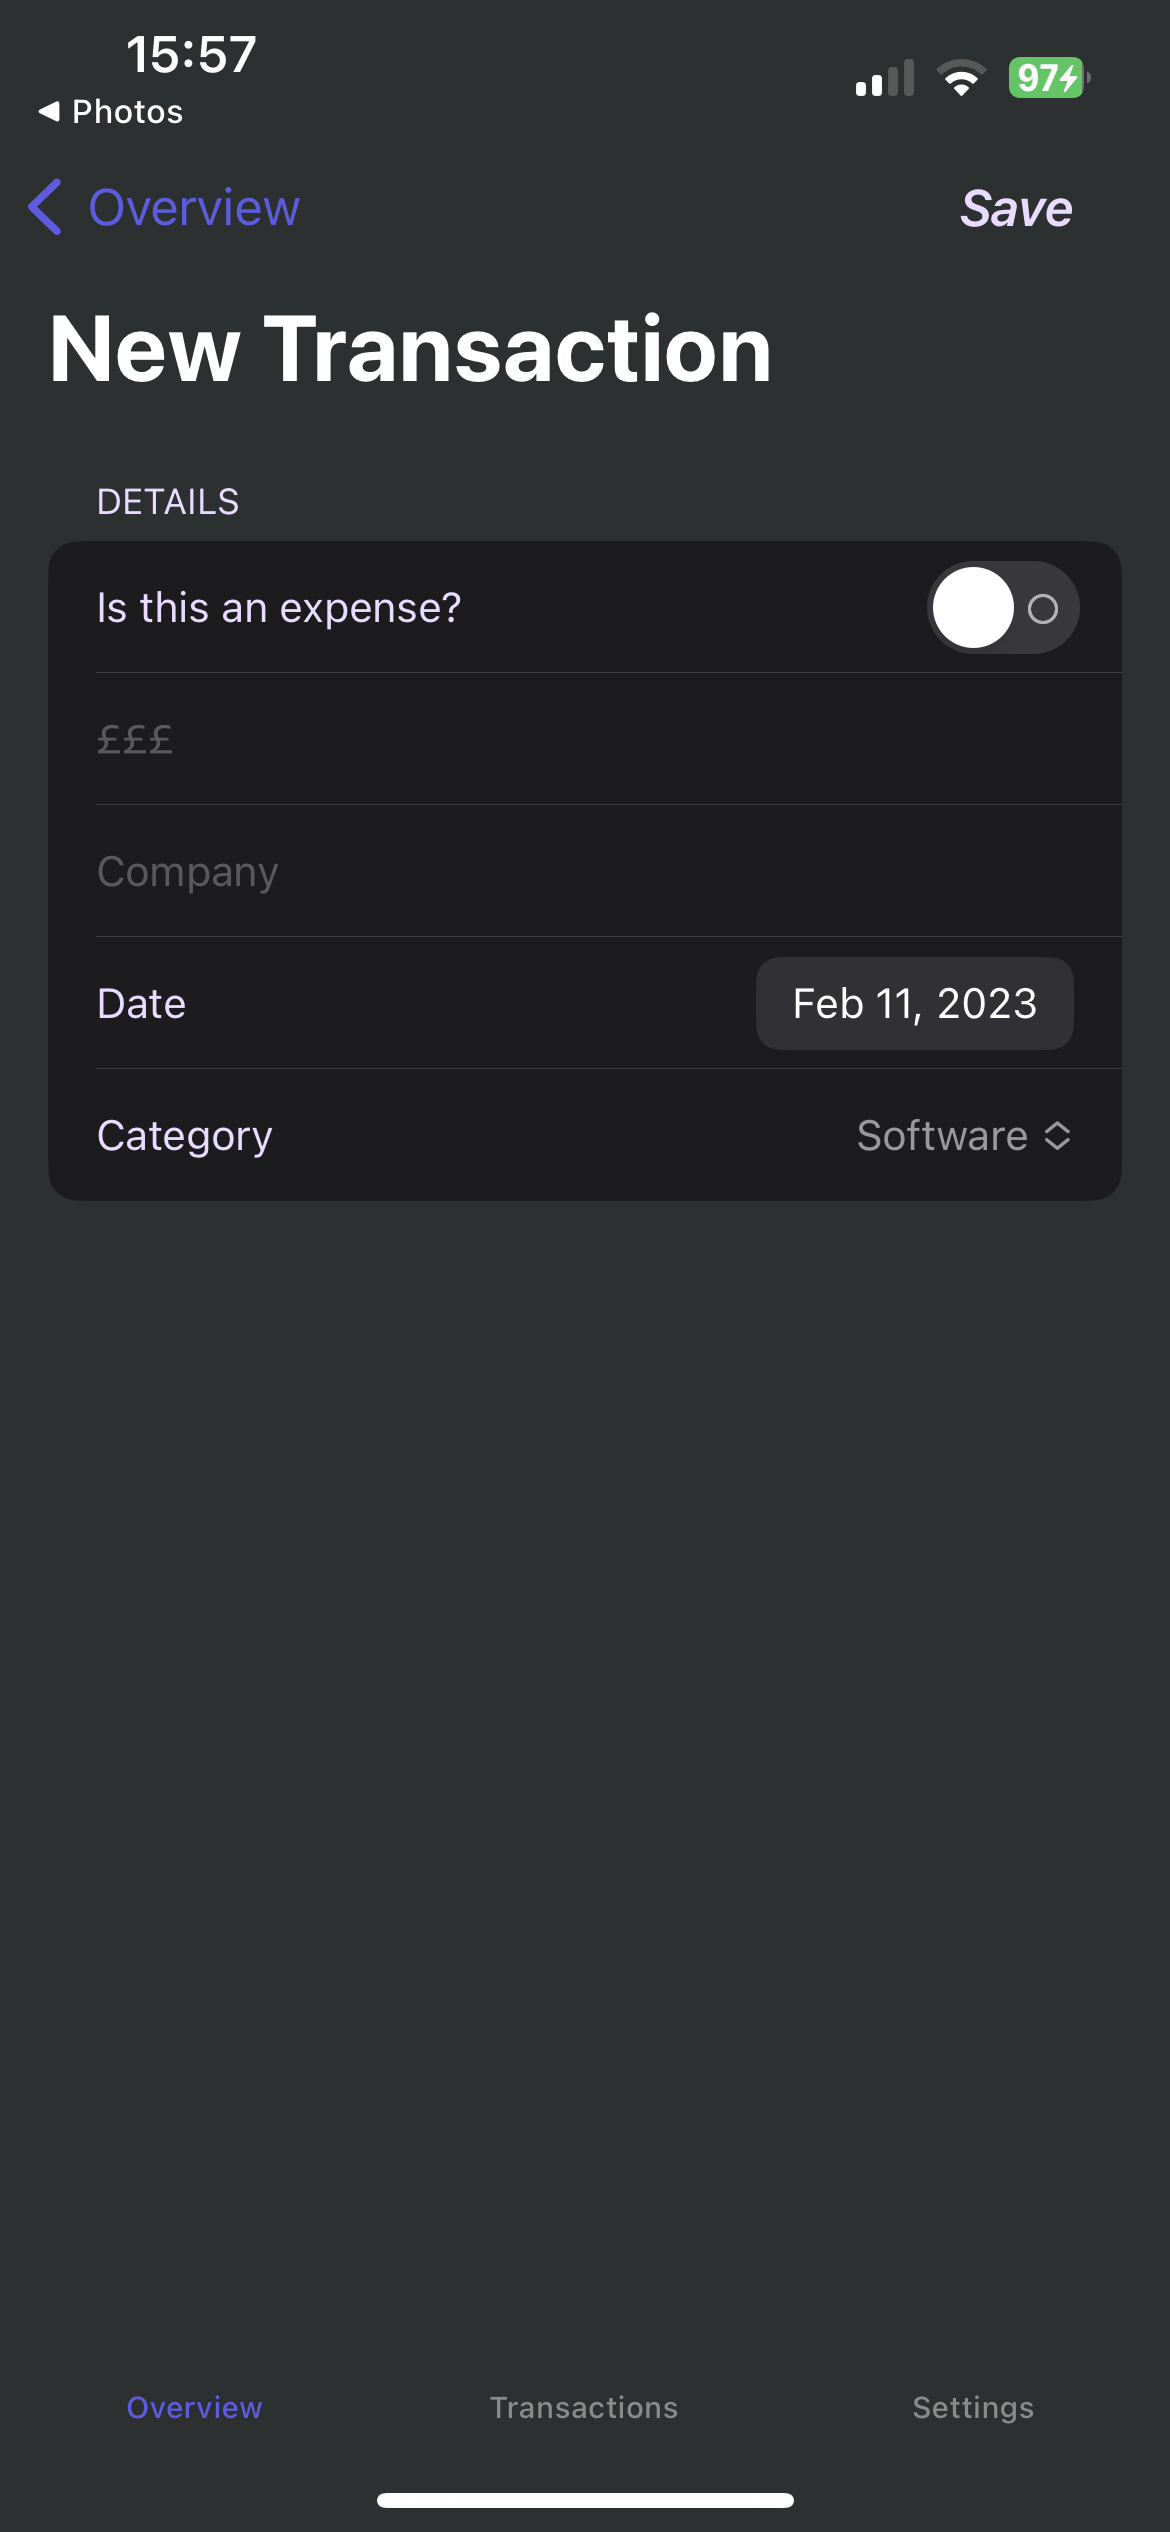 15:57
97
Photos
Overview
Save
New Transaction
DETAILS
Is this an expense?
£££
Company
Date
Feb 11, 2023
Category
Software
Overview
Transactions
Settings